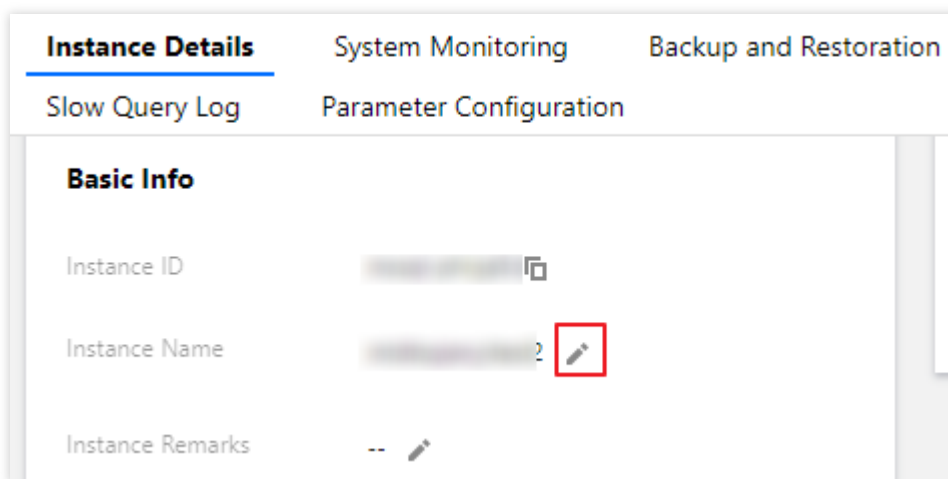 Instance Details System Monitoring Backup and Restoration
Slow Query Log Parameter Configuration
Basic Info
Instance ID
Instance Name
Instance Remarks --